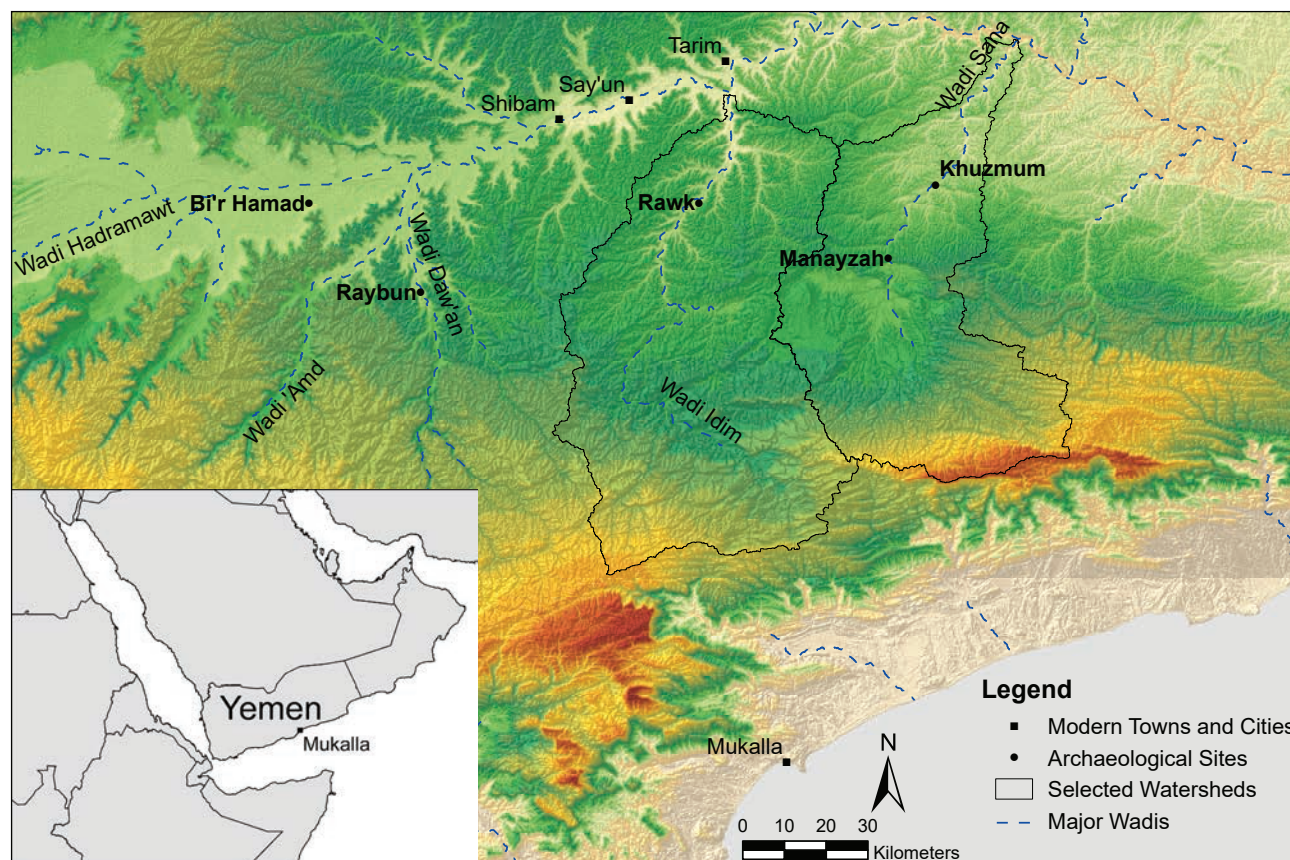 Tarim
Wadi Sana
Say'un
Shibam
Khuzmum
Bi'r Hamad
Rawk
Wadi Hadramawt
Wadi Daw'an
Manayzah
Raybun
Wadi 'Amd
Wadi Idim
Yemen
Mukalla
Mukalla
N
0 10 20 30
Kilometers
Legend
Modern Towns and Cities
Archaeological Sites
Selected Watersheds
Major Wadis